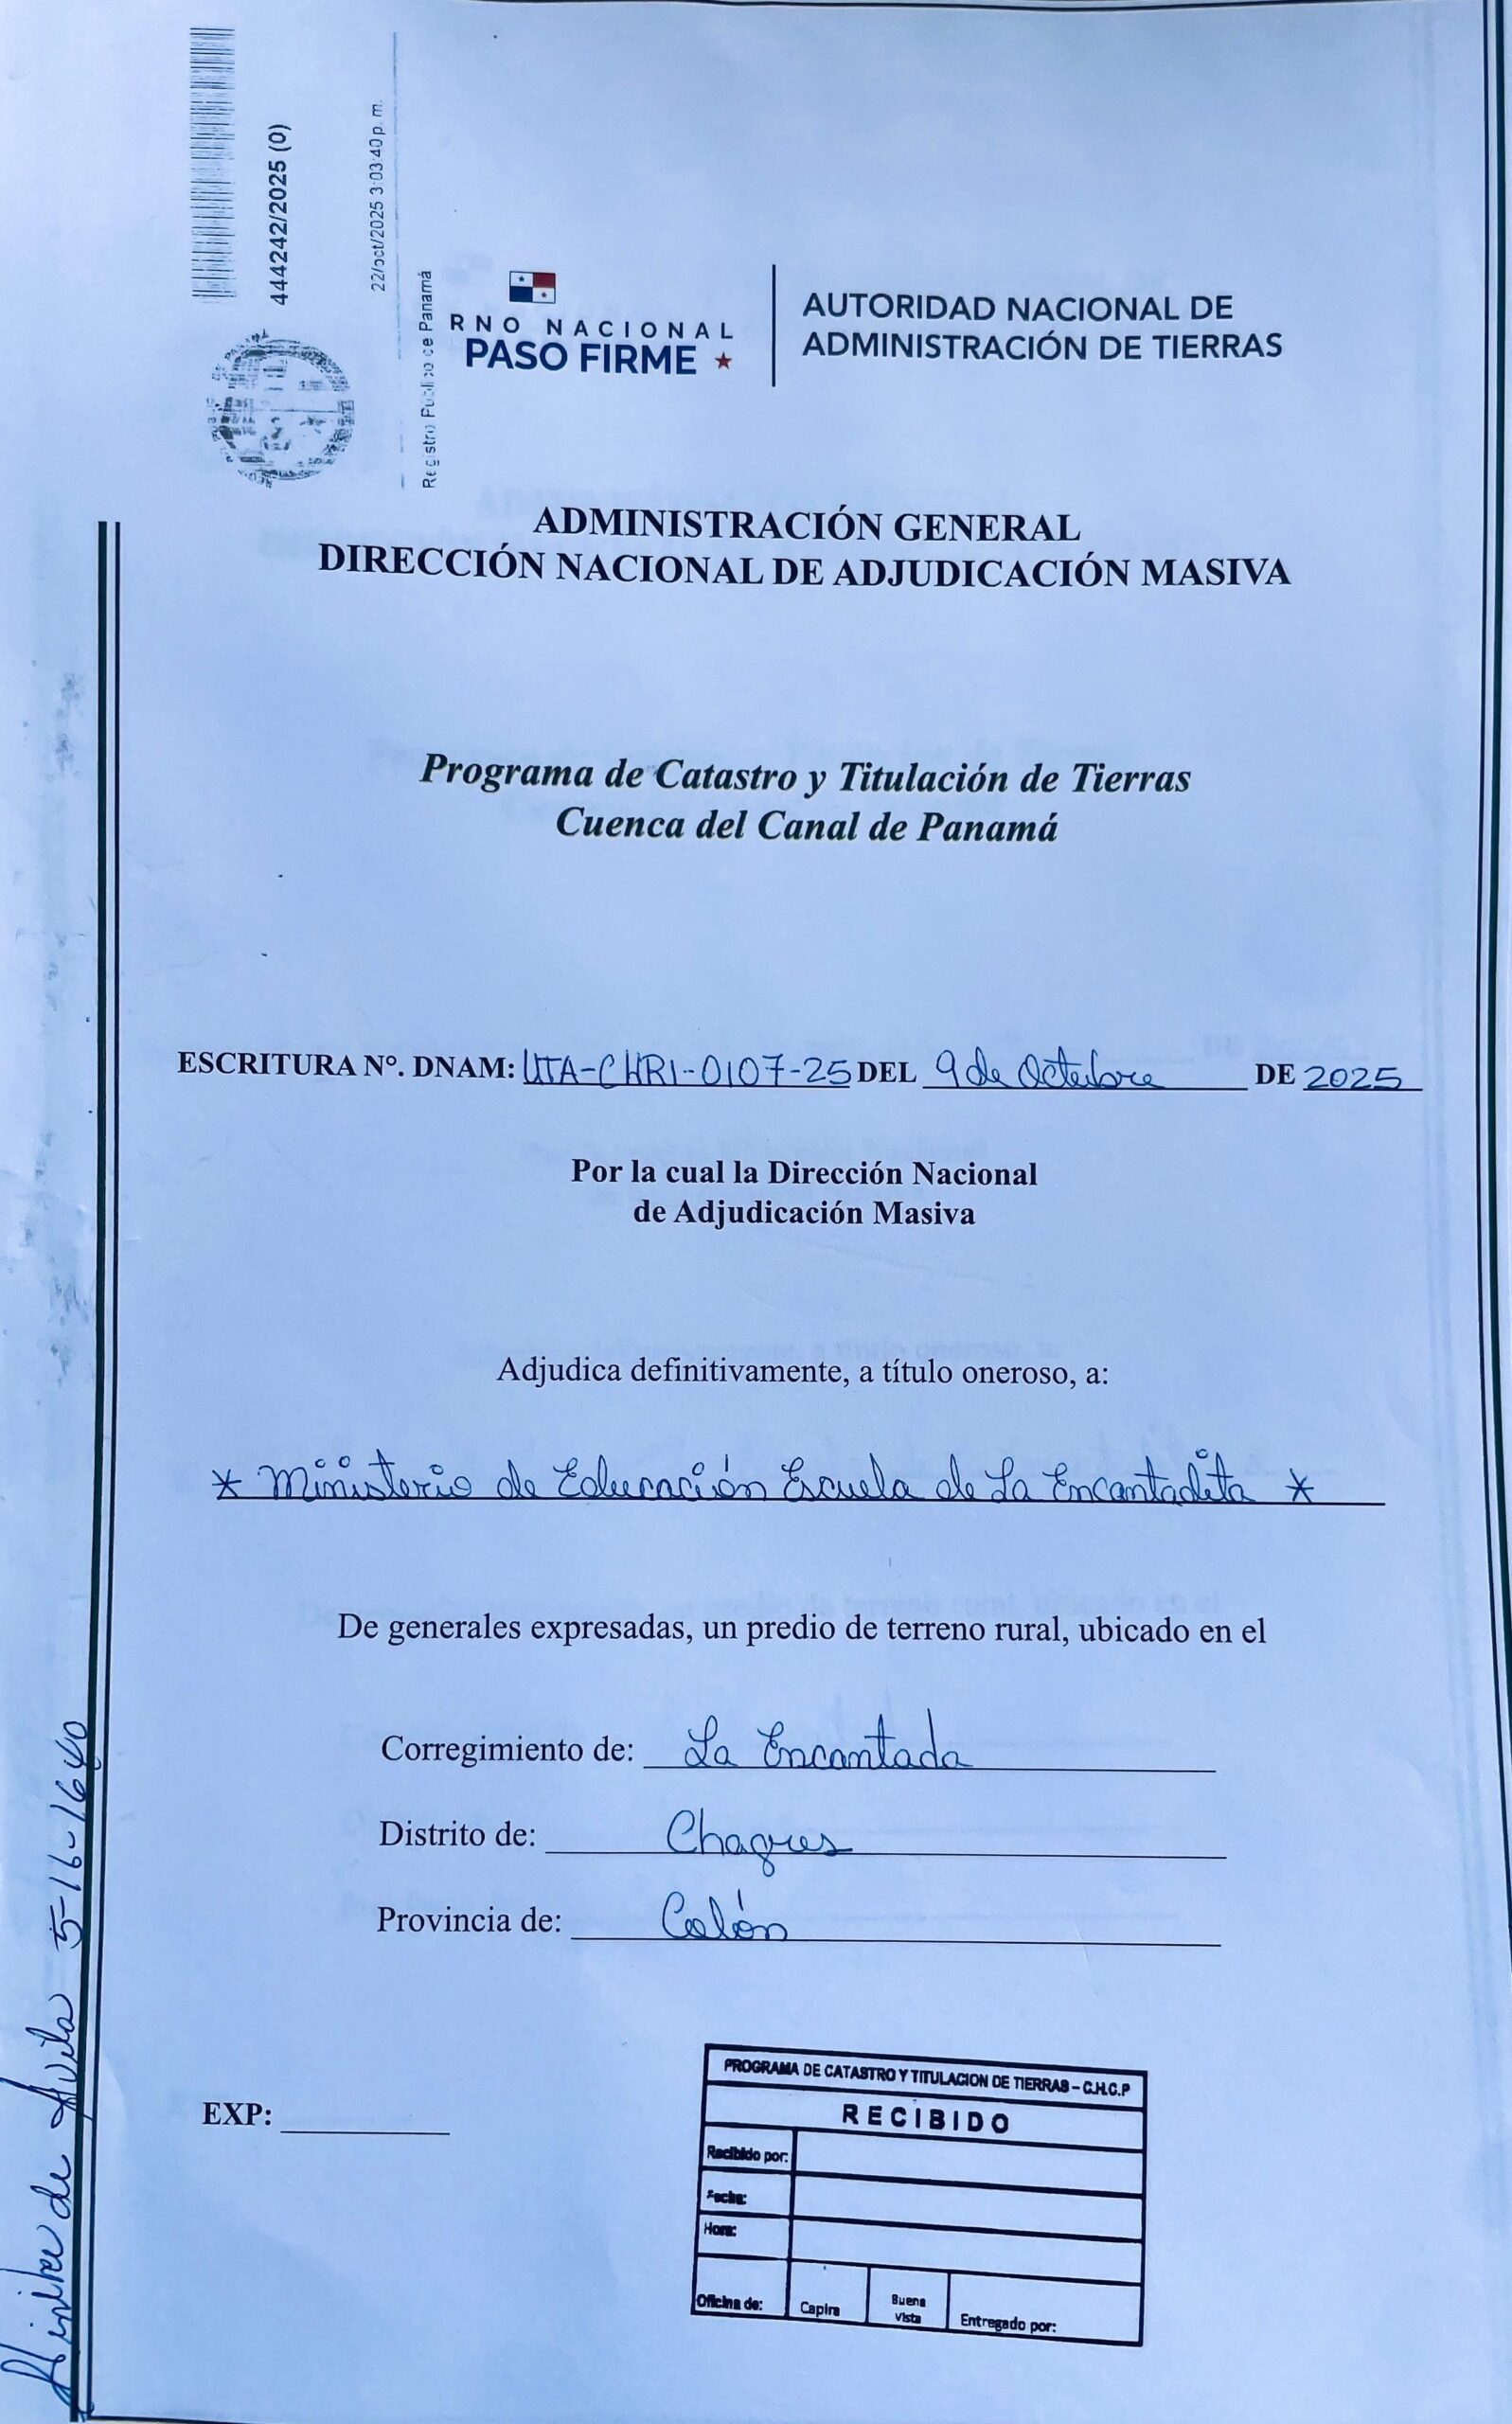 444242/2025 (0)
22/oct/2025 3:03:40 p. m.
Registro Publico de Panamá
RNO NACIONAL
PASO FIRME
AUTORIDAD NACIONAL DE
ADMINISTRACIÓN DE TIERRAS
ADMINISTRACIÓN GENERAL
DIRECCIÓN NACIONAL DE ADJUDICACIÓN MASIVA
Programa de Catastro y Titulación de Tierras
Cuenca del Canal de Panamá
ESCRITURA Nº. DNAM: UTA-CHR1-0107-25 DEL 9 de Octubre DE 2025
Por la cual la Dirección Nacional
de Adjudicación Masiva
Adjudica definitivamente, a título oneroso, a:
* Ministerio de Educación Escuela de La Encantadita *
De generales expresadas, un predio de terreno rural, ubicado en el
Corregimiento de: La Encantada
Distrito de: Chagres
Provincia de: Colón
EXP:
PROGRAMA DE CATASTRO Y TITULACION DE TIERRAS – C.H.C.P
RECIBIDO
Recibido por:
Fecha:
Hora:
Oficina de: Capira Buena Vista Entregado por:
de Avila 5-16-1640